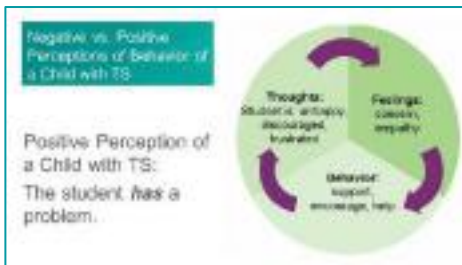 Negative vs. Positive
Perceptions of Behavior of
a Child with TS
Positive Perception of
a Child with TS:
The student has a
problem.
Thoughts:
Student is unhappy,
discouraged,
frustrated
Feelings:
concern,
empathy
Behavior:
support,
encourage, help